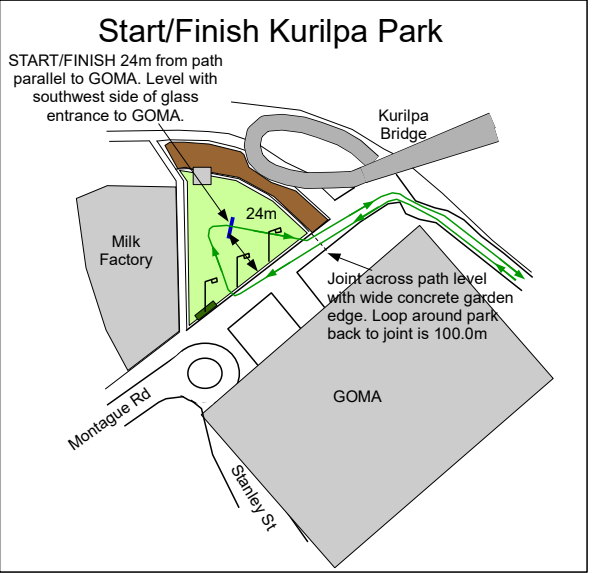 Start/Finish Kurilpa Park
START/FINISH 24m from path
parallel to GOMA. Level with
southwest side of glass
entrance to GOMA.
Kurilpa
Bridge
24m
Milk
Factory
Joint across path level
with wide concrete garden
edge. Loop around park
back to joint is 100.0m
GOMA
Montague Rd
Stanley St